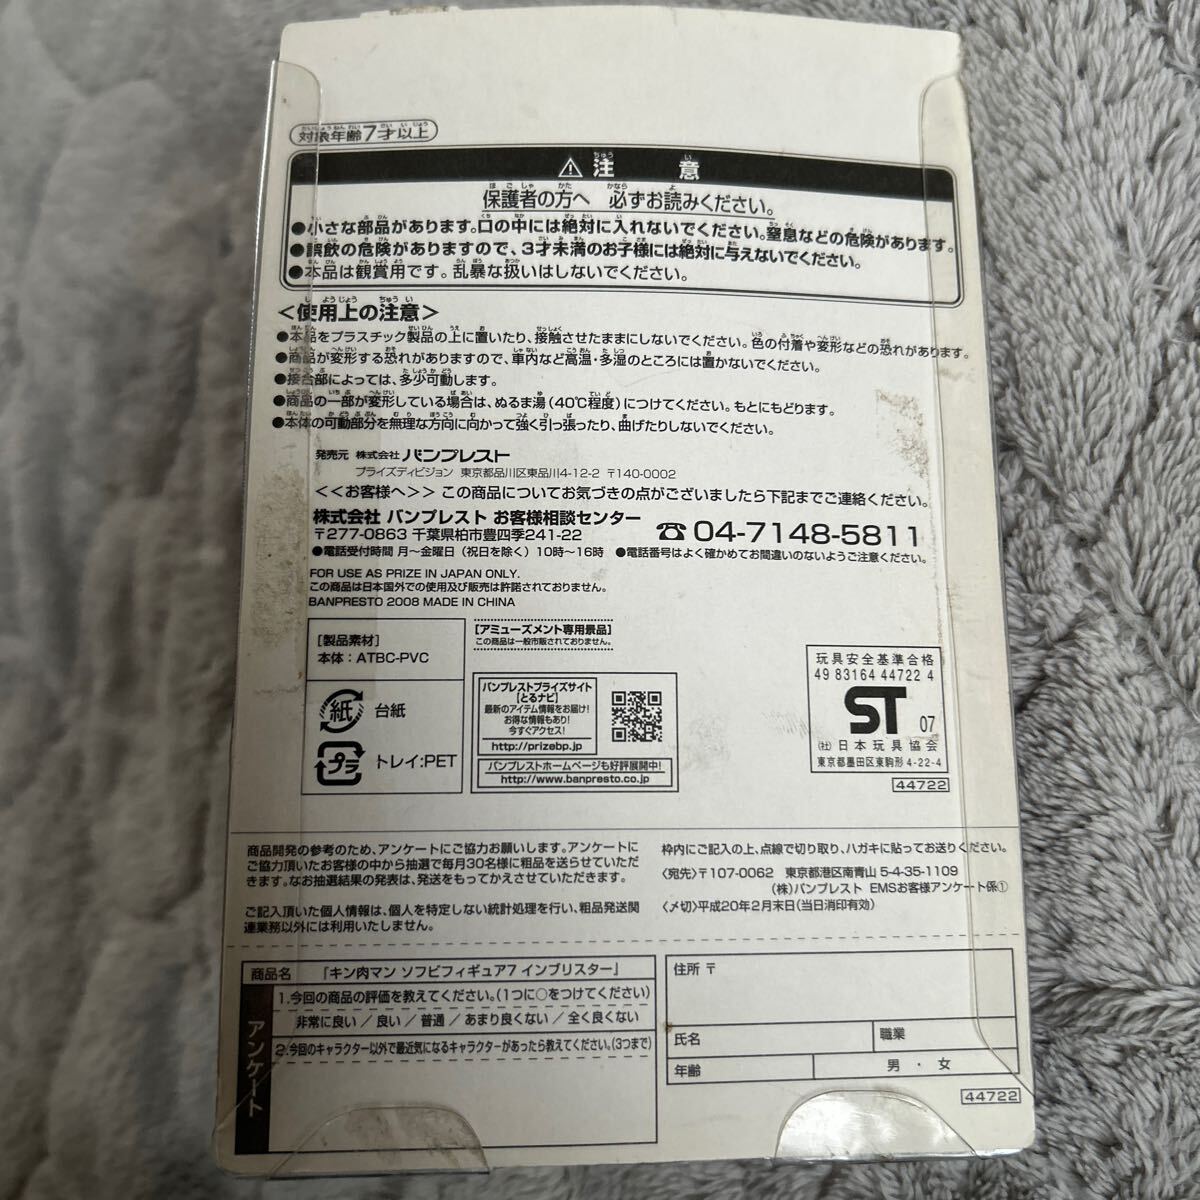 対象年齢7才以上
⚠注意
保護者の方へ 必ずお読みください。
●小さな部品があります。口の中には絶対に入れないでください。窒息などの危険があります。
●誤飲の危険がありますので、3才未満のお子様には絶対に与えないでください。
●本品は観賞用です。乱暴な扱いはしないでください。
＜使用上の注意＞
●本品をプラスチック製品の上に置いたり、接触させたままにしないでください。色の付着や変形などの恐れがあります。
●商品が変形する恐れがありますので、車内など高温・多湿のところには置かないでください。
●接合部によっては、多少可動します。
●商品の一部が変形している場合は、ぬるま湯(40℃程度)につけてください。もとにもどります。
●本体の可動部分を無理な方向に向かって強く引っ張ったり、曲げたりしないでください。
発売元 株式会社 バンプレスト
プライズディビジョン 東京都品川区東品川4-12-2 〒140-0002
＜＜お客様へ＞＞ この商品についてお気づきの点がございましたら下記までご連絡ください。
株式会社 バンプレスト お客様相談センター
〒277-0863 千葉県柏市豊四季241-22
☎04-7148-5811
●電話受付時間 月～金曜日（祝日を除く）10時～16時 ●電話番号はよく確かめてお間違いのないようご注意ください。
FOR USE AS PRIZE IN JAPAN ONLY.
この商品は日本国外での使用及び販売は許諾されておりません。
BANPRESTO 2008 MADE IN CHINA
[製品素材]
本体：ATBC-PVC
紙 台紙
プラ トレイ:PET
[アミューズメント専用景品]
この商品は一般市販されておりません。
バンプレストプライズサイト
[とるナビ]
最新のアイテム情報をお届け!
お得な情報もあり!
今すぐアクセス!
http://prizebp.jp/
バンプレストホームページも好評展開中!
http://www.banpresto.co.jp
玩具安全基準合格
49 83164 44722 4
ST 07
(社)日本玩具協会
東京都墨田区東駒形4-22-4
44722
商品開発の参考のため、アンケートにご協力お願いします。アンケートに
ご協力頂いたお客様の中から抽選で毎月30名様に粗品を送らせていただ
きます。なお抽選結果の発表は、発送をもってかえさせていただきます。
ご記入頂いた個人情報は、個人を特定しない統計処理を行い、粗品発送関
連業務以外には利用いたしません。
枠内にご記入の上、点線で切り取り、ハガキに貼ってお送りください。
〈宛先〉〒107-0062 東京都港区南青山 5-4-35-1109
(株)バンプレスト EMSお客様アンケート係①
〈〆切〉平成20年2月末日(当日消印有効)
商品名 「キン肉マン ソフビフィギュア7 インブリスター」
アンケート
1.今回の商品の評価を教えてください。(1つに○をつけてください)
非常に良い／良い／普通／あまり良くない／全く良くない
2.今回のキャラクター以外で最近気になるキャラクターがあったら教えてください。(3つまで)
住所 〒
氏名
職業
年齢
男・女
44722